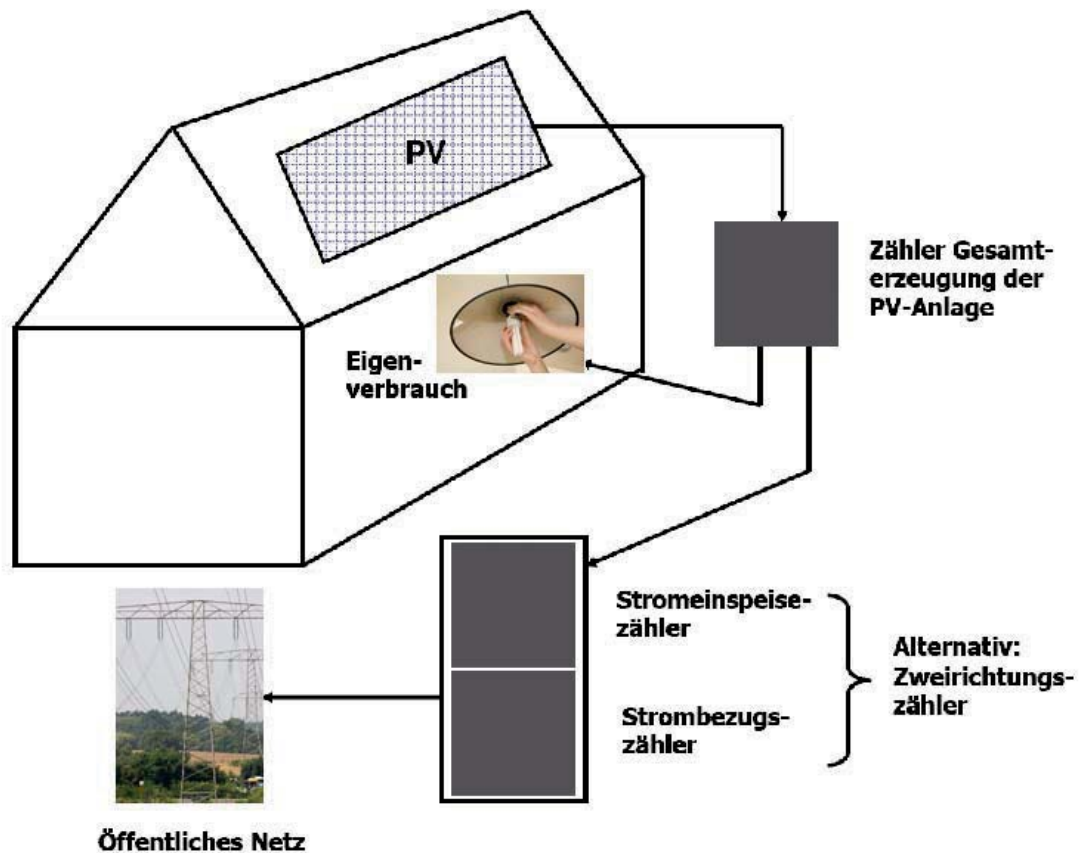 PV
Zähler Gesamt-
erzeugung der
PV-Anlage
Eigen-
verbrauch
Stromeinspeise-
zähler
Alternativ:
Zweirichtungs-
zähler
Strombezugs-
zähler
Öffentliches Netz